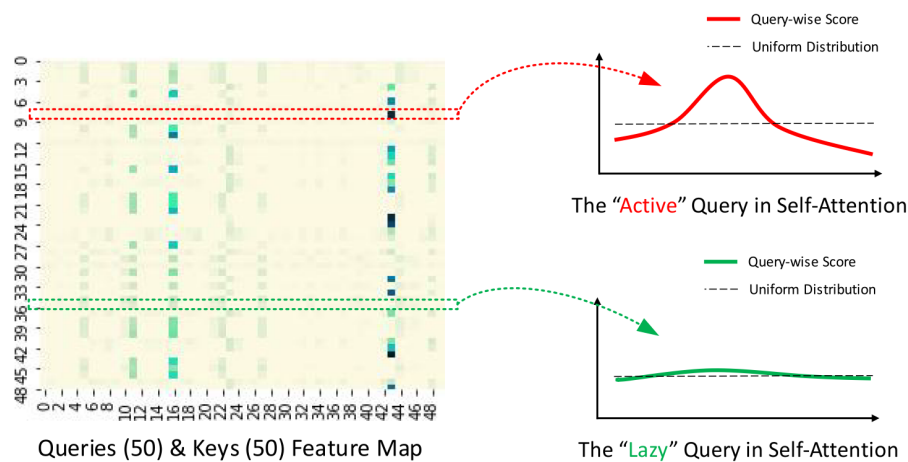 0
3
6
9
12
15
18
21
24
27
30
33
36
39
42
45
48
0 2 4 6 8 10 12 14 16 18 20 22 24 26 28 30 32 34 36 38 40 42 44 46 48
Queries (50) & Keys (50) Feature Map
Query-wise Score
Uniform Distribution
The “Active” Query in Self-Attention
Query-wise Score
Uniform Distribution
The “Lazy” Query in Self-Attention